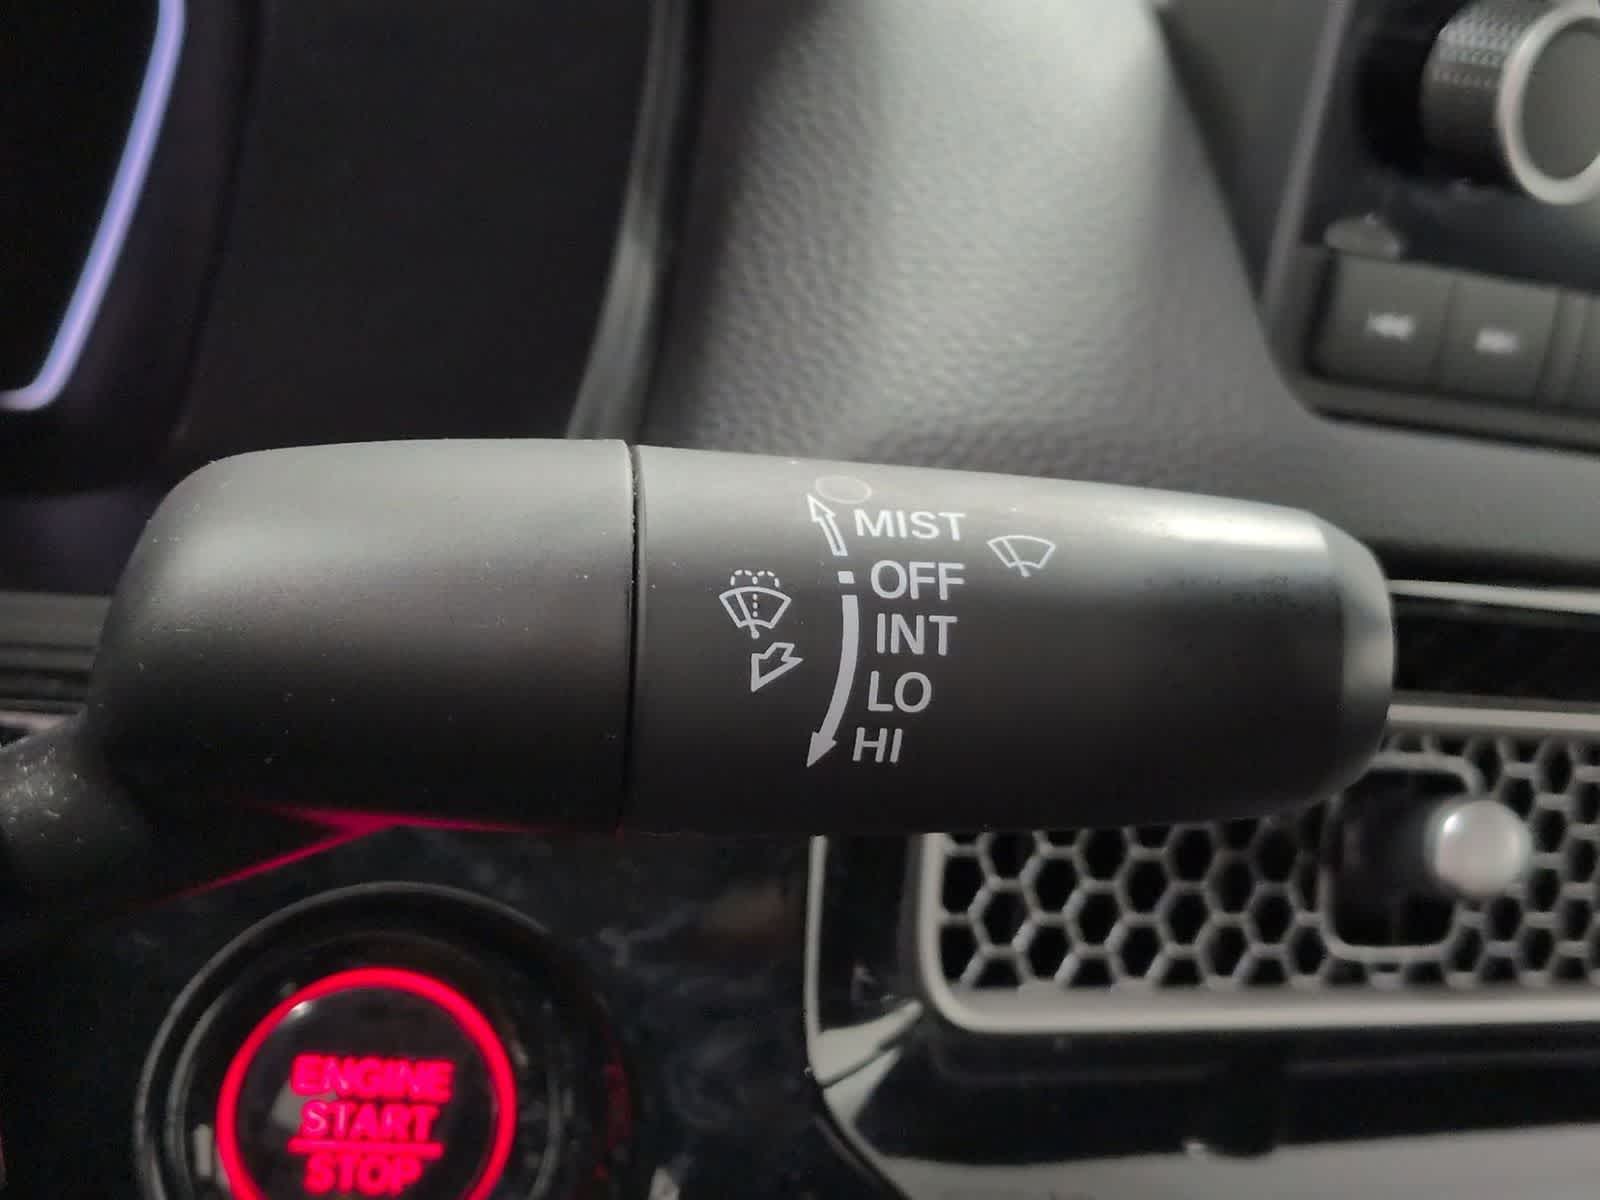 MIST
OFF
INT
LO
HI
ENGINE
START
STOP